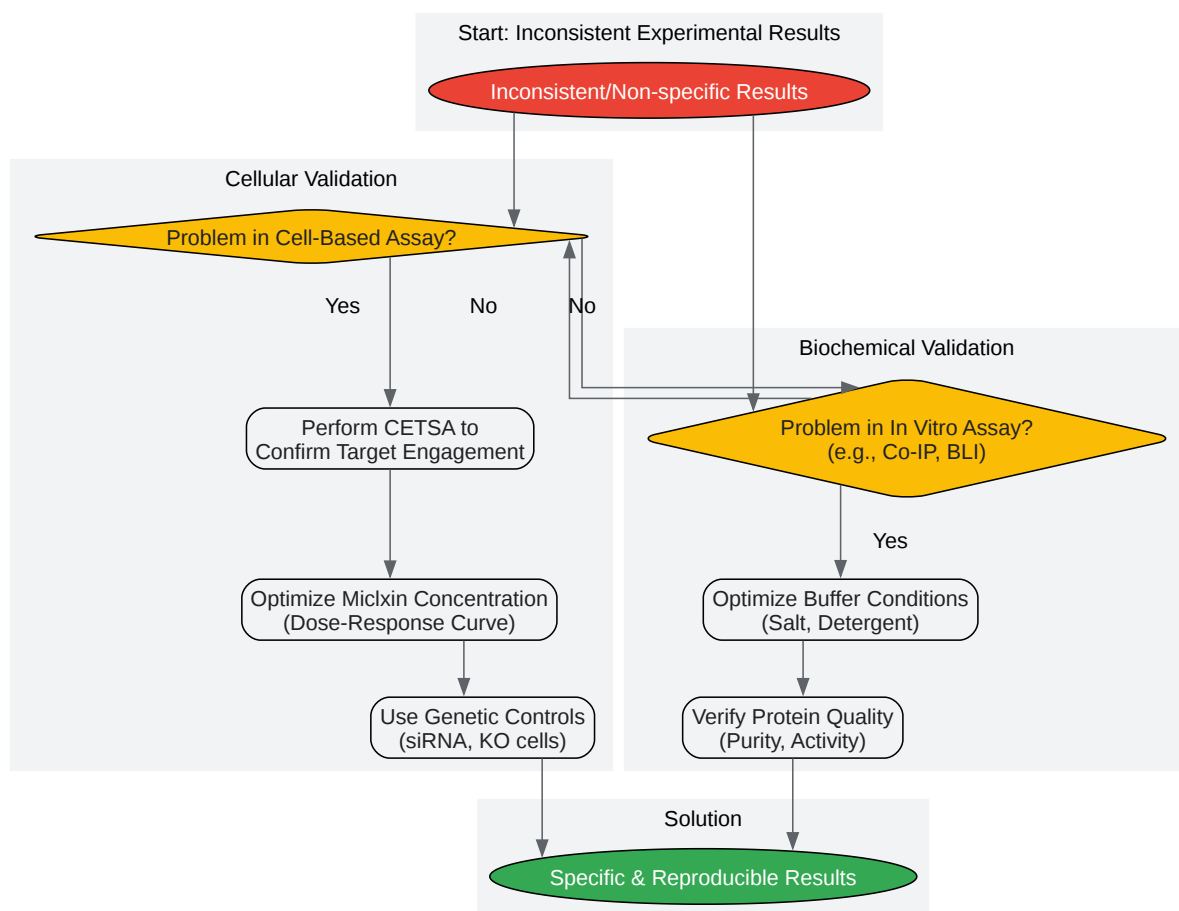 Start: Inconsistent Experimental Results
Inconsistent/Non-specific Results
Cellular Validation
Problem in Cell-Based Assay?
Yes
No
No
Biochemical Validation
Perform CETSA to
Confirm Target Engagement
Problem in In Vitro Assay?
(e.g., Co-IP, BLI)
Yes
Optimize Miclxin Concentration
(Dose-Response Curve)
Optimize Buffer Conditions
(Salt, Detergent)
Use Genetic Controls
(siRNA, KO cells)
Verify Protein Quality
(Purity, Activity)
Solution
Specific & Reproducible Results